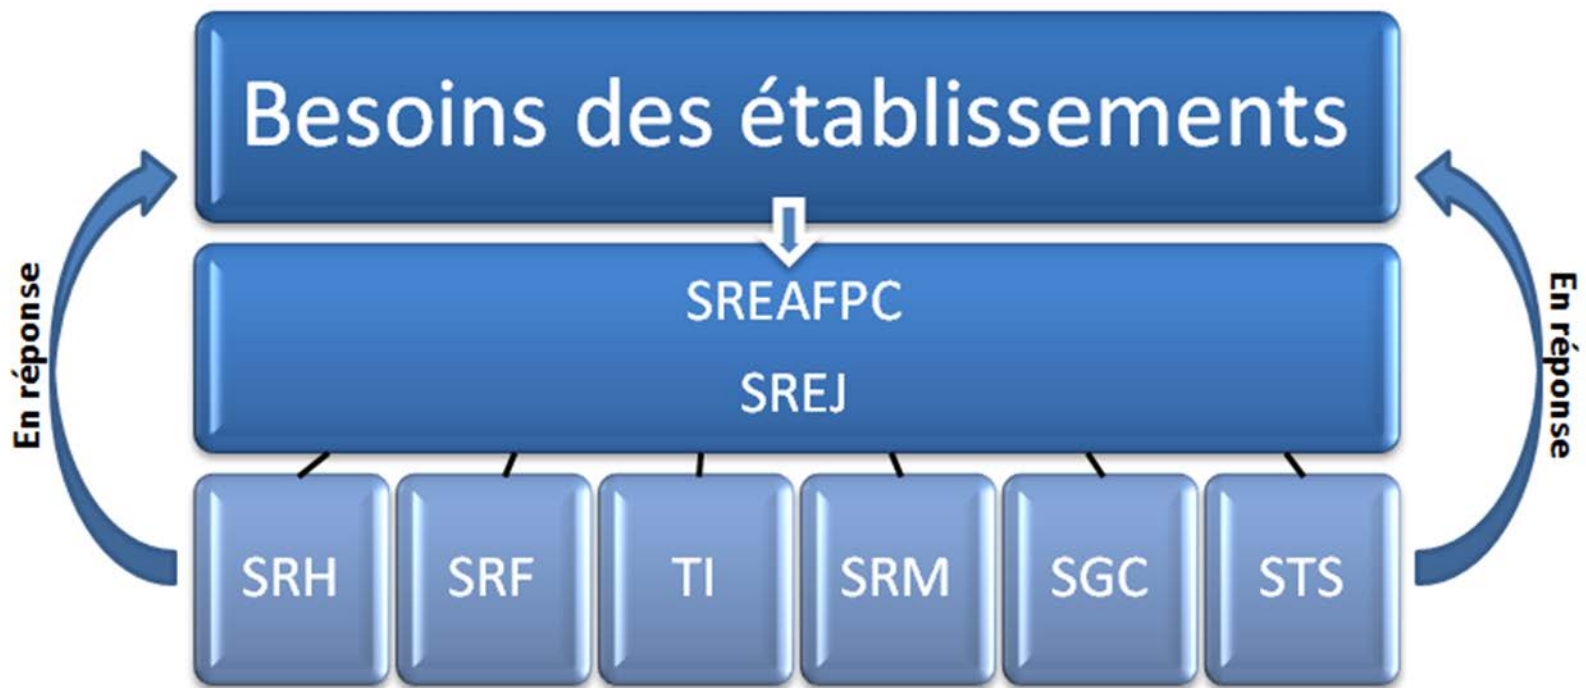 Besoins des établissements
En réponse
SREAFPC
SREJ
En réponse
SRH
SRF
TI
SRM
SGC
STS